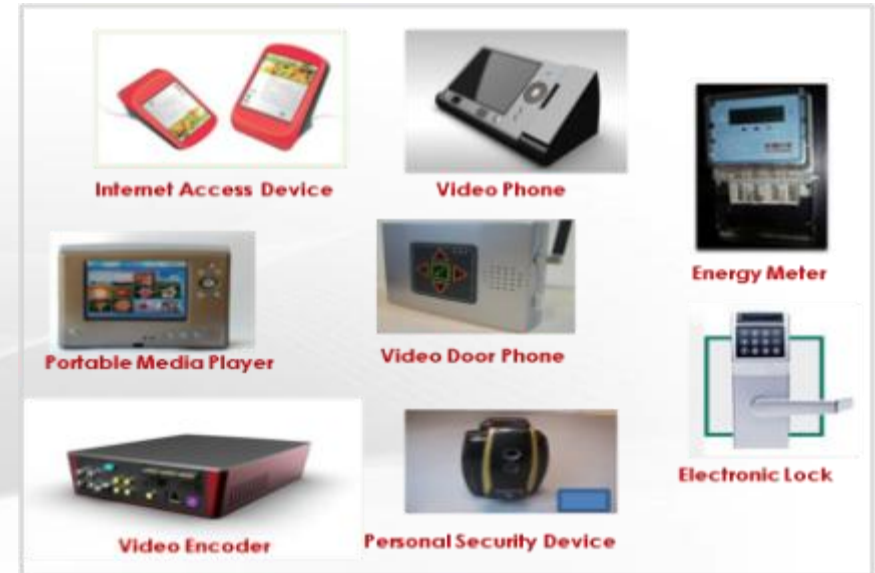 Internet Access Device
Video Phone
Energy Meter
Portable Media Player
Video Door Phone
Electronic Lock
Video Encoder
Personal Security Device